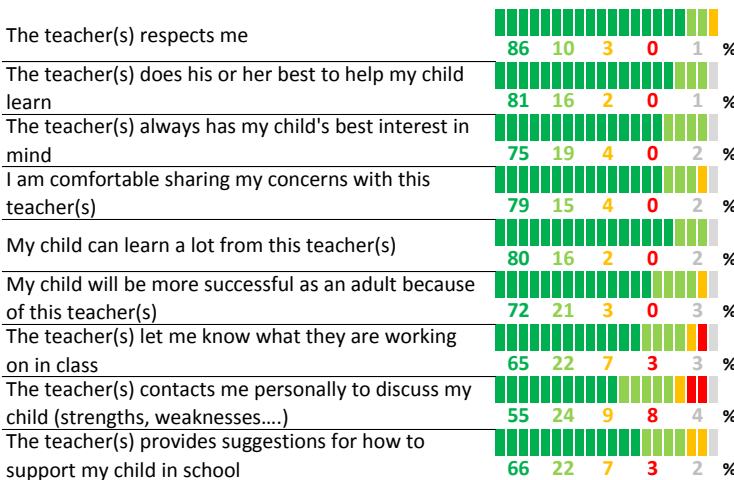 The teacher(s) respects me
86 10 3 0 1 %
The teacher(s) does his or her best to help my child
learn
81 16 2 0 1 %
The teacher(s) always has my child's best interest in
mind
75 19 4 0 2 %
I am comfortable sharing my concerns with this
teacher(s)
79 15 4 0 2 %
My child can learn a lot from this teacher(s)
80 16 2 0 2 %
My child will be more successful as an adult because
of this teacher(s)
72 21 3 0 3 %
The teacher(s) let me know what they are working
on in class
65 22 7 3 3 %
The teacher(s) contacts me personally to discuss my
child (strengths, weaknesses….)
55 24 9 8 4 %
The teacher(s) provides suggestions for how to
support my child in school
66 22 7 3 2 %